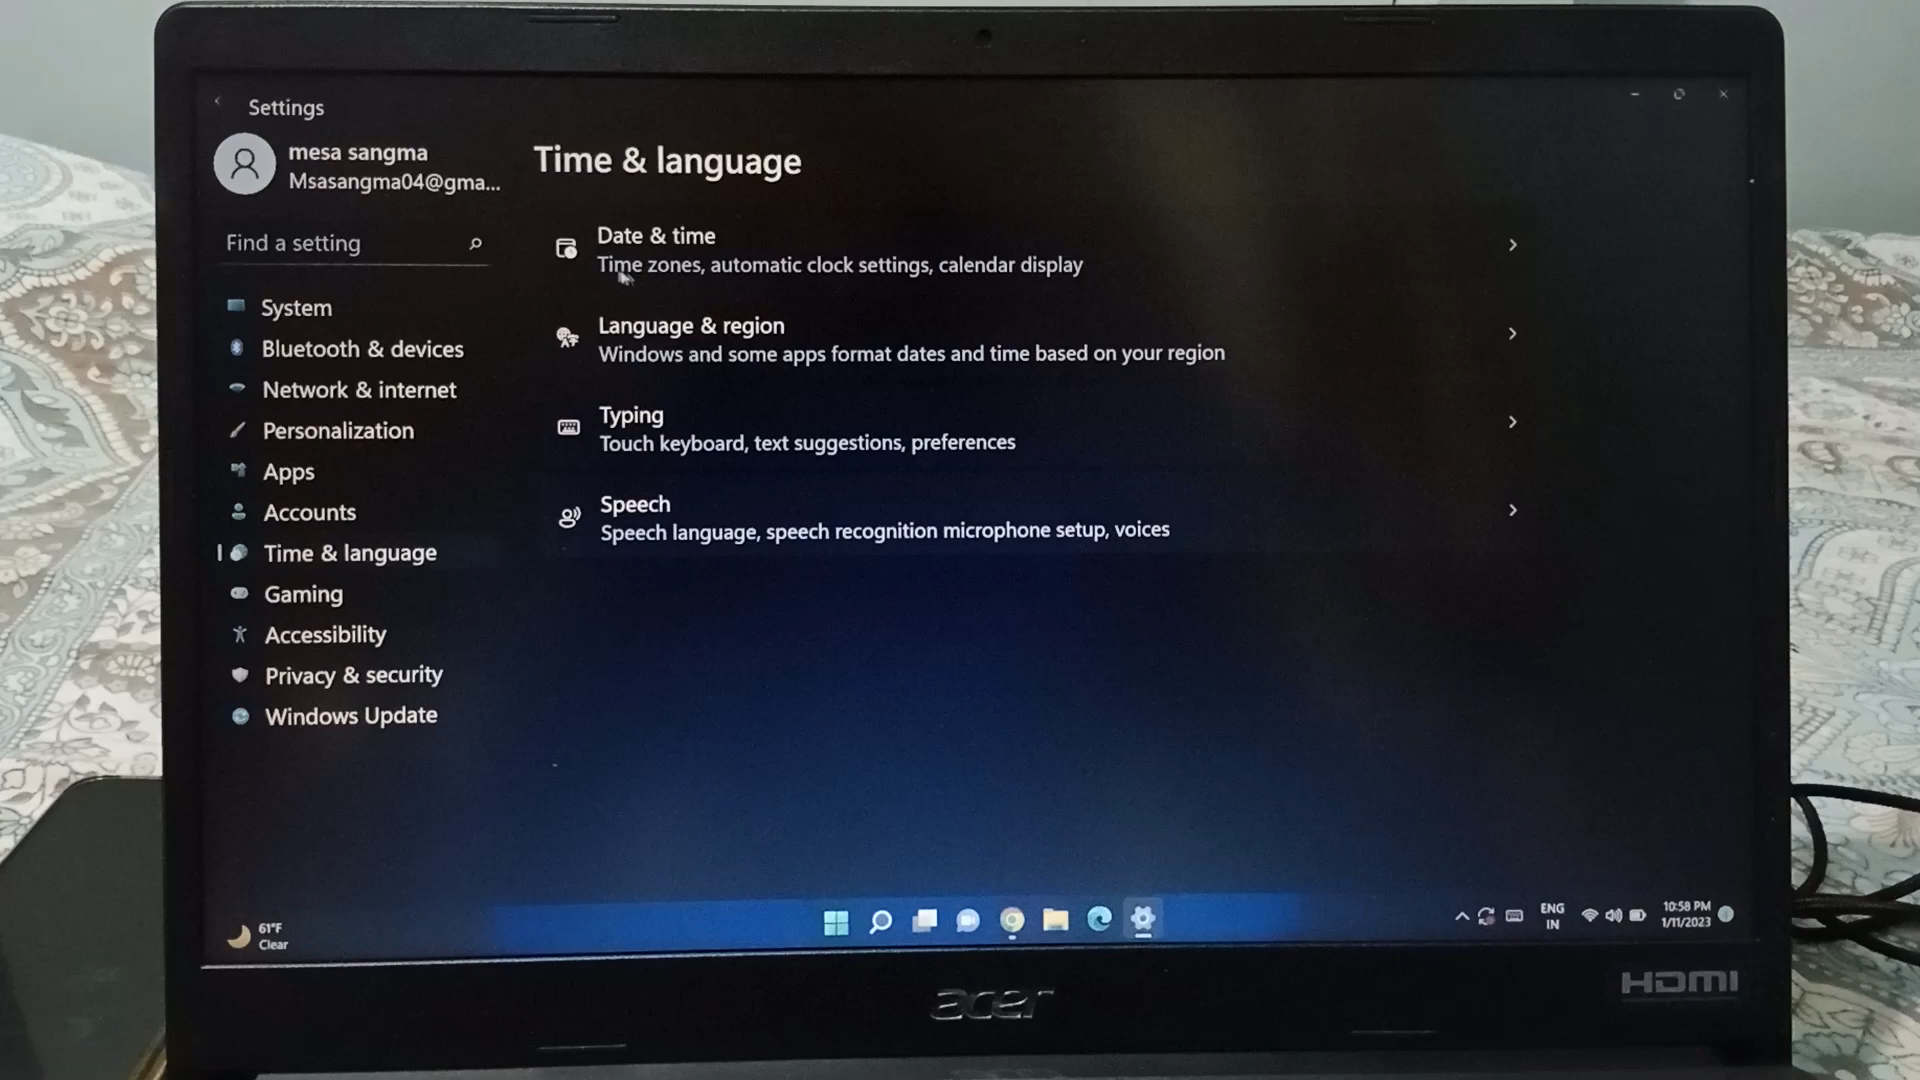 Settings
mesa sangma
Msasangma04@gma...
Find a setting
System
Bluetooth & devices
Network & internet
Personalization
Apps
Accounts
Time & language
Gaming
Accessibility
Privacy & security
Windows Update
Time & language
Date & time
Time zones, automatic clock settings, calendar display
Language & region
Windows and some apps format dates and time based on your region
Typing
Touch keyboard, text suggestions, preferences
Speech
Speech language, speech recognition microphone setup, voices
61°F
Clear
ENG
IN
10:58 PM
1/11/2023
acer
HDMI